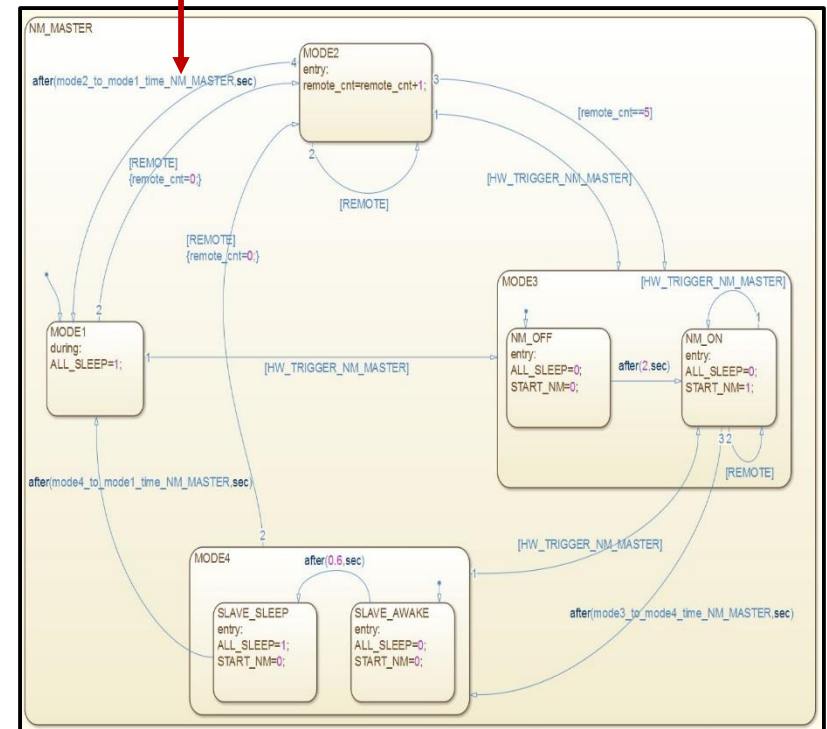 NM_MASTER
MODE2
entry:
remote_cnt=remote_cnt+1;
4
3
1
2
after(mode2_to_mode1_time_NM_MASTER,sec)
[remote_cnt==5]
[REMOTE]
{remote_cnt=0;}
[HW_TRIGGER_NM_MASTER]
[REMOTE]
[REMOTE]
{remote_cnt=0;}
MODE3
[HW_TRIGGER_NM_MASTER]
2
MODE1
during:
ALL_SLEEP=1;
1
[HW_TRIGGER_NM_MASTER]
NM_OFF
entry:
ALL_SLEEP=0;
START_NM=0;
after(2,sec)
1
NM_ON
entry:
ALL_SLEEP=0;
START_NM=1;
3 2
[REMOTE]
after(mode4_to_mode1_time_NM_MASTER,sec)
2
[HW_TRIGGER_NM_MASTER]
MODE4
after(0.6,sec)
1
SLAVE_SLEEP
entry:
ALL_SLEEP=1;
START_NM=0;
SLAVE_AWAKE
entry:
ALL_SLEEP=0;
START_NM=0;
after(mode3_to_mode4_time_NM_MASTER,sec)